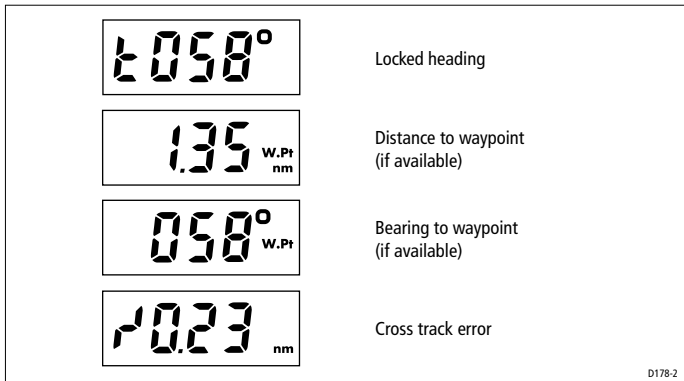 t058°
Locked heading
1.35 W.Pt nm
Distance to waypoint
(if available)
058° W.Pt
Bearing to waypoint
(if available)
0.23 nm
Cross track error
D178-2